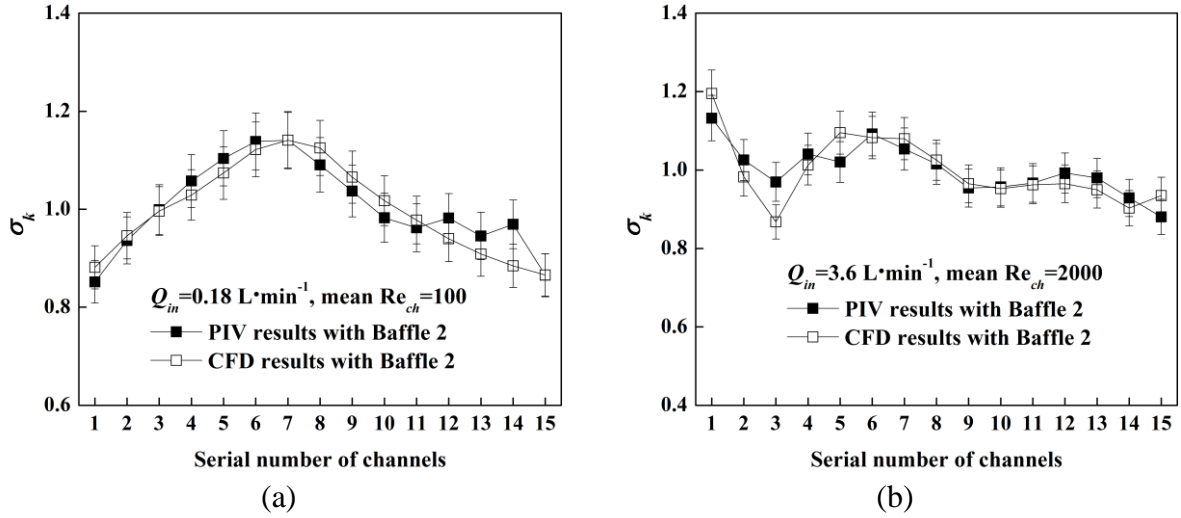 1.4
1.2
1.0
0.8
0.6
σk
Qin=0.18 L•min-1, mean Rech=100
PIV results with Baffle 2
CFD results with Baffle 2
1 2 3 4 5 6 7 8 9 10 11 12 13 14 15
Serial number of channels
(a)
1.4
1.2
1.0
0.8
0.6
0.4
σk
Qin=3.6 L•min-1, mean Rech=2000
PIV results with Baffle 2
CFD results with Baffle 2
1 2 3 4 5 6 7 8 9 10 11 12 13 14 15
Serial number of channels
(b)